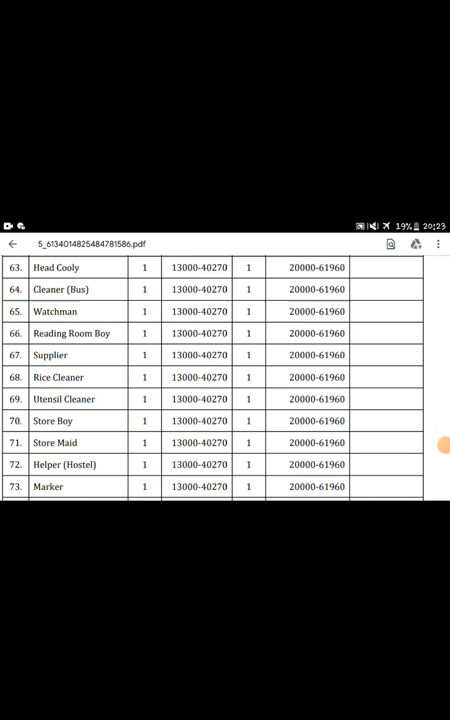 19% 20:23
5_6134014825484781586.pdf
63. Head Cooly 1 13000-40270 1 20000-61960
64. Cleaner (Bus) 1 13000-40270 1 20000-61960
65. Watchman 1 13000-40270 1 20000-61960
66. Reading Room Boy 1 13000-40270 1 20000-61960
67. Supplier 1 13000-40270 1 20000-61960
68. Rice Cleaner 1 13000-40270 1 20000-61960
69. Utensil Cleaner 1 13000-40270 1 20000-61960
70. Store Boy 1 13000-40270 1 20000-61960
71. Store Maid 1 13000-40270 1 20000-61960
72. Helper (Hostel) 1 13000-40270 1 20000-61960
73. Marker 1 13000-40270 1 20000-61960